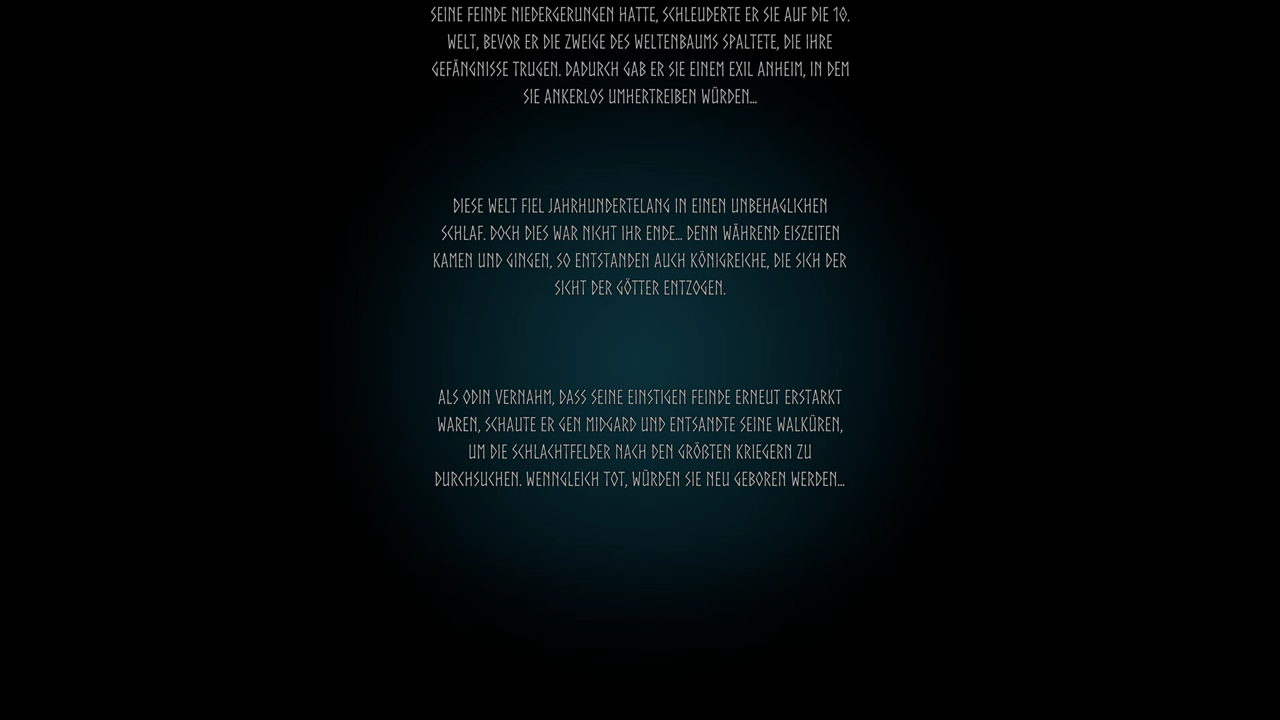 SEINE FEINDE NIEDERGERUNGEN HATTE, SCHLEUDERTE ER SIE AUF DIE 10.
WELT, BEVOR ER DIE ZWEIGE DES WELTENBAUMS SPALTETE, DIE IHRE
GEFÄNGNISSE TRUGEN. DADURCH GAB ER SIE EINEM EXIL ANHEIM, IN DEM
SIE ANKERLOS UMHERTREIBEN WÜRDEN...
DIESE WELT FIEL JAHRHUNDERTELANG IN EINEN UNBEHAGLICHEN
SCHLAF. DOCH DIES WAR NICHT IHR ENDE... DENN WÄHREND EISZEITEN
KAMEN UND GINGEN, SO ENTSTANDEN AUCH KÖNIGREICHE, DIE SICH DER
SICHT DER GÖTTER ENTZOGEN.
ALS ODIN VERNAHM, DASS SEINE EINSTIGEN FEINDE ERNEUT ERSTARKT
WAREN, SCHAUTE ER GEN MIDGARD UND ENTSANDTE SEINE WALKÜREN,
UM DIE SCHLACHTFELDER NACH DEN GRÖẞTEN KRIEGERN ZU
DURCHSUCHEN. WENNGLEICH TOT, WÜRDEN SIE NEU GEBOREN WERDEN...